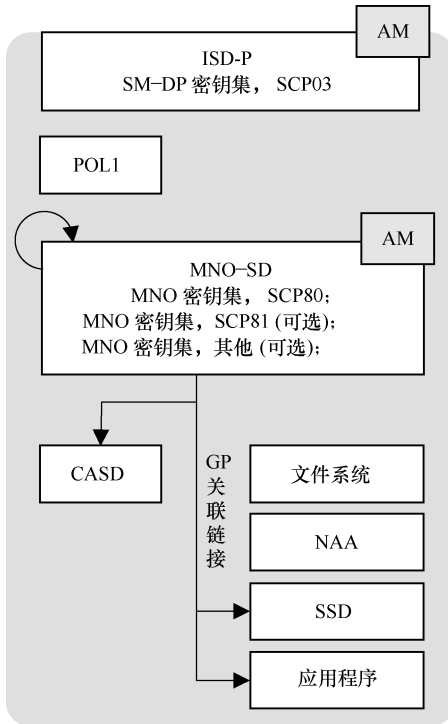 AM
ISD-P
SM-DP 密钥集，SCP03
POL1
AM
MNO-SD
MNO 密钥集，SCP80；
MNO 密钥集，SCP81 (可选)；
MNO 密钥集，其他 (可选)；
CASD
GP
关
联
链
接
文件系统
NAA
SSD
应用程序